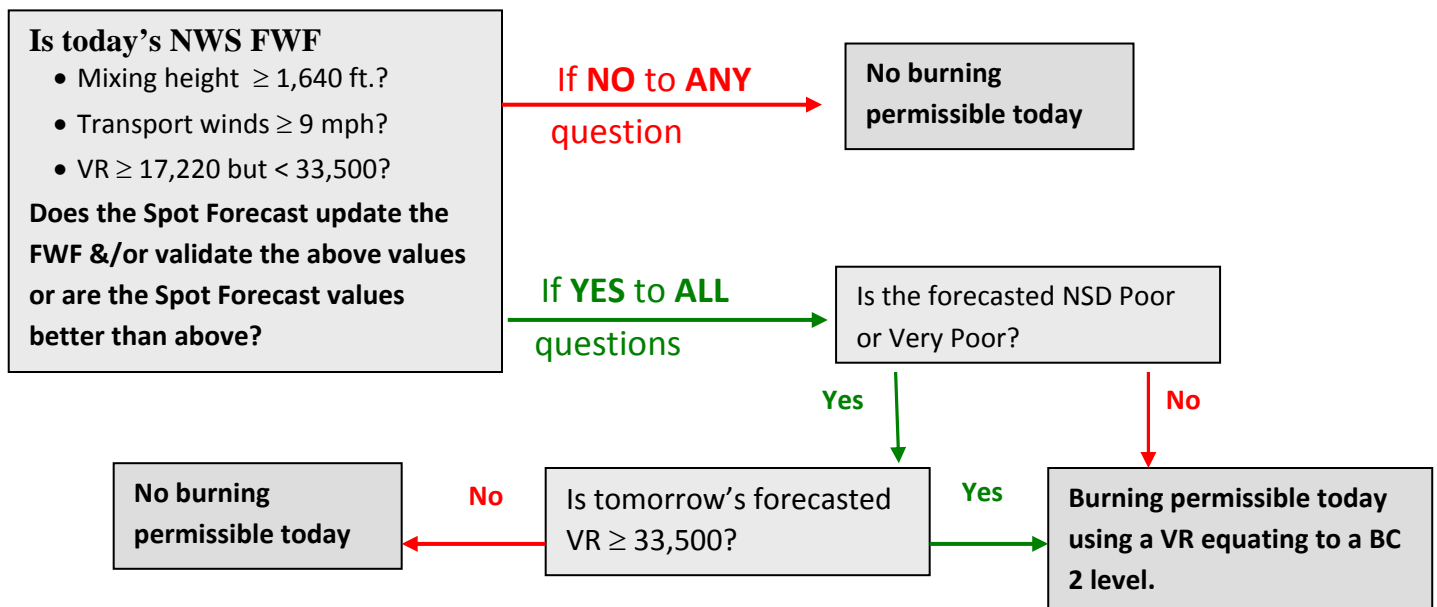 Is today's NWS FWF
• Mixing height ≥ 1,640 ft.?
• Transport winds ≥ 9 mph?
• VR ≥ 17,220 but < 33,500?
Does the Spot Forecast update the
FWF &/or validate the above values
or are the Spot Forecast values
better than above?
If NO to ANY
question
No burning
permissible today
If YES to ALL
questions
Is the forecasted NSD Poor
or Very Poor?
Yes
No
No burning
permissible today
No
Is tomorrow's forecasted
VR ≥ 33,500?
Yes
Burning permissible today
using a VR equating to a BC
2 level.